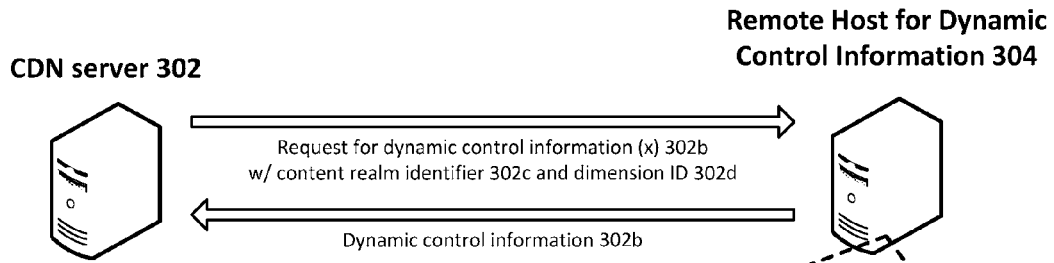 Remote Host for Dynamic
Control Information 304
CDN server 302
Request for dynamic control information (x) 302b
w/ content realm identifier 302c and dimension ID 302d
Dynamic control information 302b